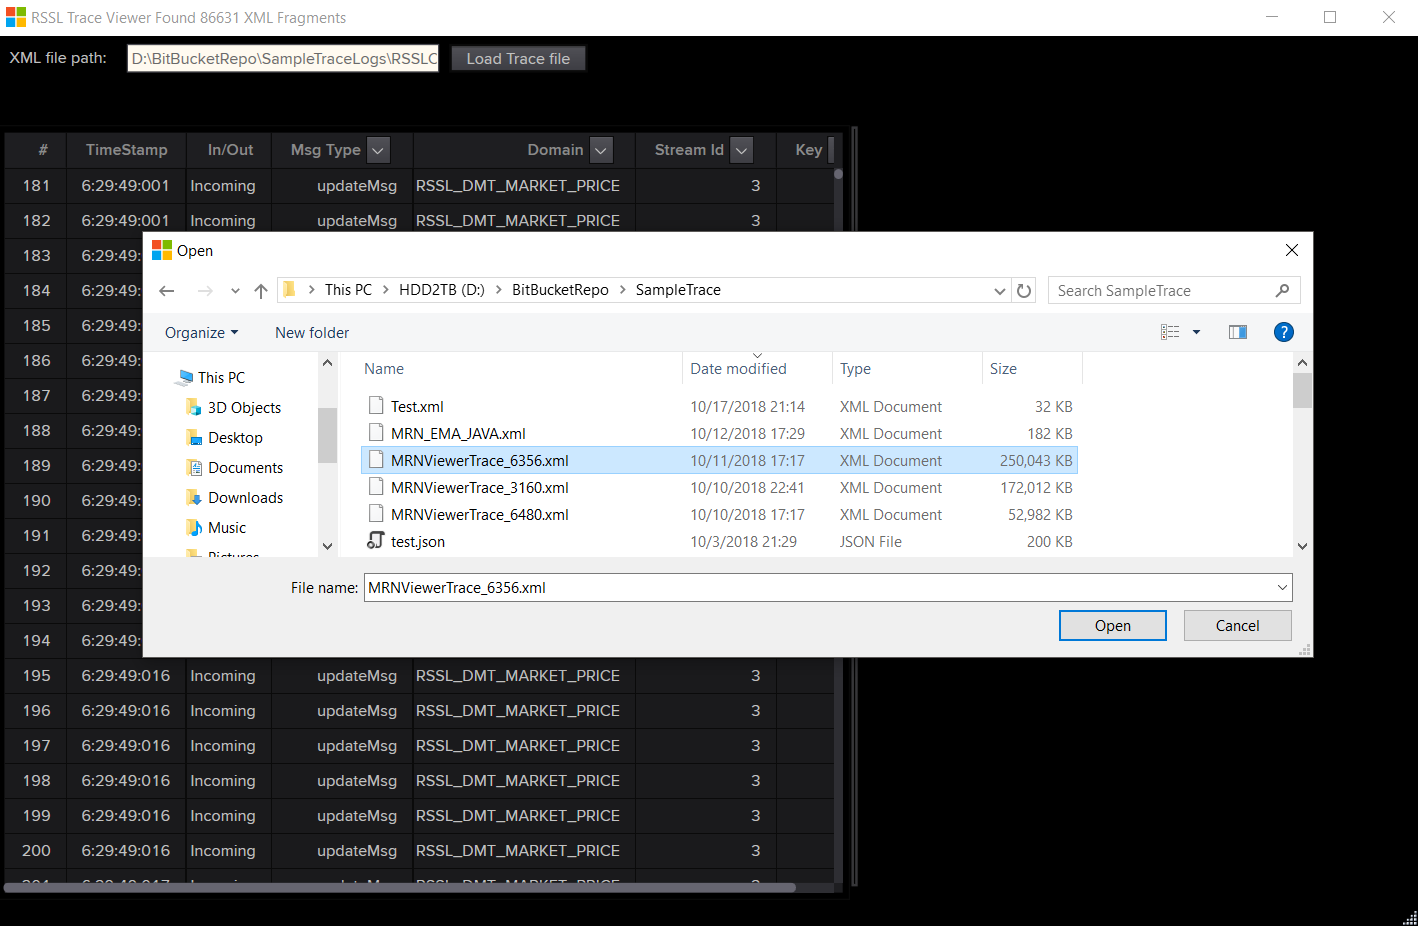 RSSL Trace Viewer Found 86631 XML Fragments
XML file path: D:\BitBucketRepo\SampleTraceLogs\RSSLC Load Trace file
# TimeStamp In/Out Msg Type Domain Stream Id Key
181 6:29:49:001 Incoming updateMsg RSSL_DMT_MARKET_PRICE 3
182 6:29:49:001 Incoming updateMsg RSSL_DMT_MARKET_PRICE 3
183 6:29:49:
184 6:29:49:
185 6:29:49:
186 6:29:49:
187 6:29:49:
188 6:29:49:
189 6:29:49:
190 6:29:49:
191 6:29:49:
192 6:29:49:
193 6:29:49:
194 6:29:49:
Open
This PC > HDD2TB (D:) > BitBucketRepo > SampleTrace Search SampleTrace
Organize New folder ?
Name Date modified Type Size
This PC
3D Objects
Desktop
Documents
Downloads
Music
Pictures
Test.xml 10/17/2018 21:14 XML Document 32 KB
MRN_EMA_JAVA.xml 10/12/2018 17:29 XML Document 182 KB
MRNViewerTrace_6356.xml 10/11/2018 17:17 XML Document 250,043 KB
MRNViewerTrace_3160.xml 10/10/2018 22:41 XML Document 172,012 KB
MRNViewerTrace_6480.xml 10/10/2018 17:17 XML Document 52,982 KB
test.json 10/3/2018 21:29 JSON File 200 KB
File name: MRNViewerTrace_6356.xml
Open Cancel
195 6:29:49:016 Incoming updateMsg RSSL_DMT_MARKET_PRICE 3
196 6:29:49:016 Incoming updateMsg RSSL_DMT_MARKET_PRICE 3
197 6:29:49:016 Incoming updateMsg RSSL_DMT_MARKET_PRICE 3
198 6:29:49:016 Incoming updateMsg RSSL_DMT_MARKET_PRICE 3
199 6:29:49:016 Incoming updateMsg RSSL_DMT_MARKET_PRICE 3
200 6:29:49:016 Incoming updateMsg RSSL_DMT_MARKET_PRICE 3
201 6:29:49:017 Incoming updateMsg RSSL_DMT_MARKET_PRICE 3